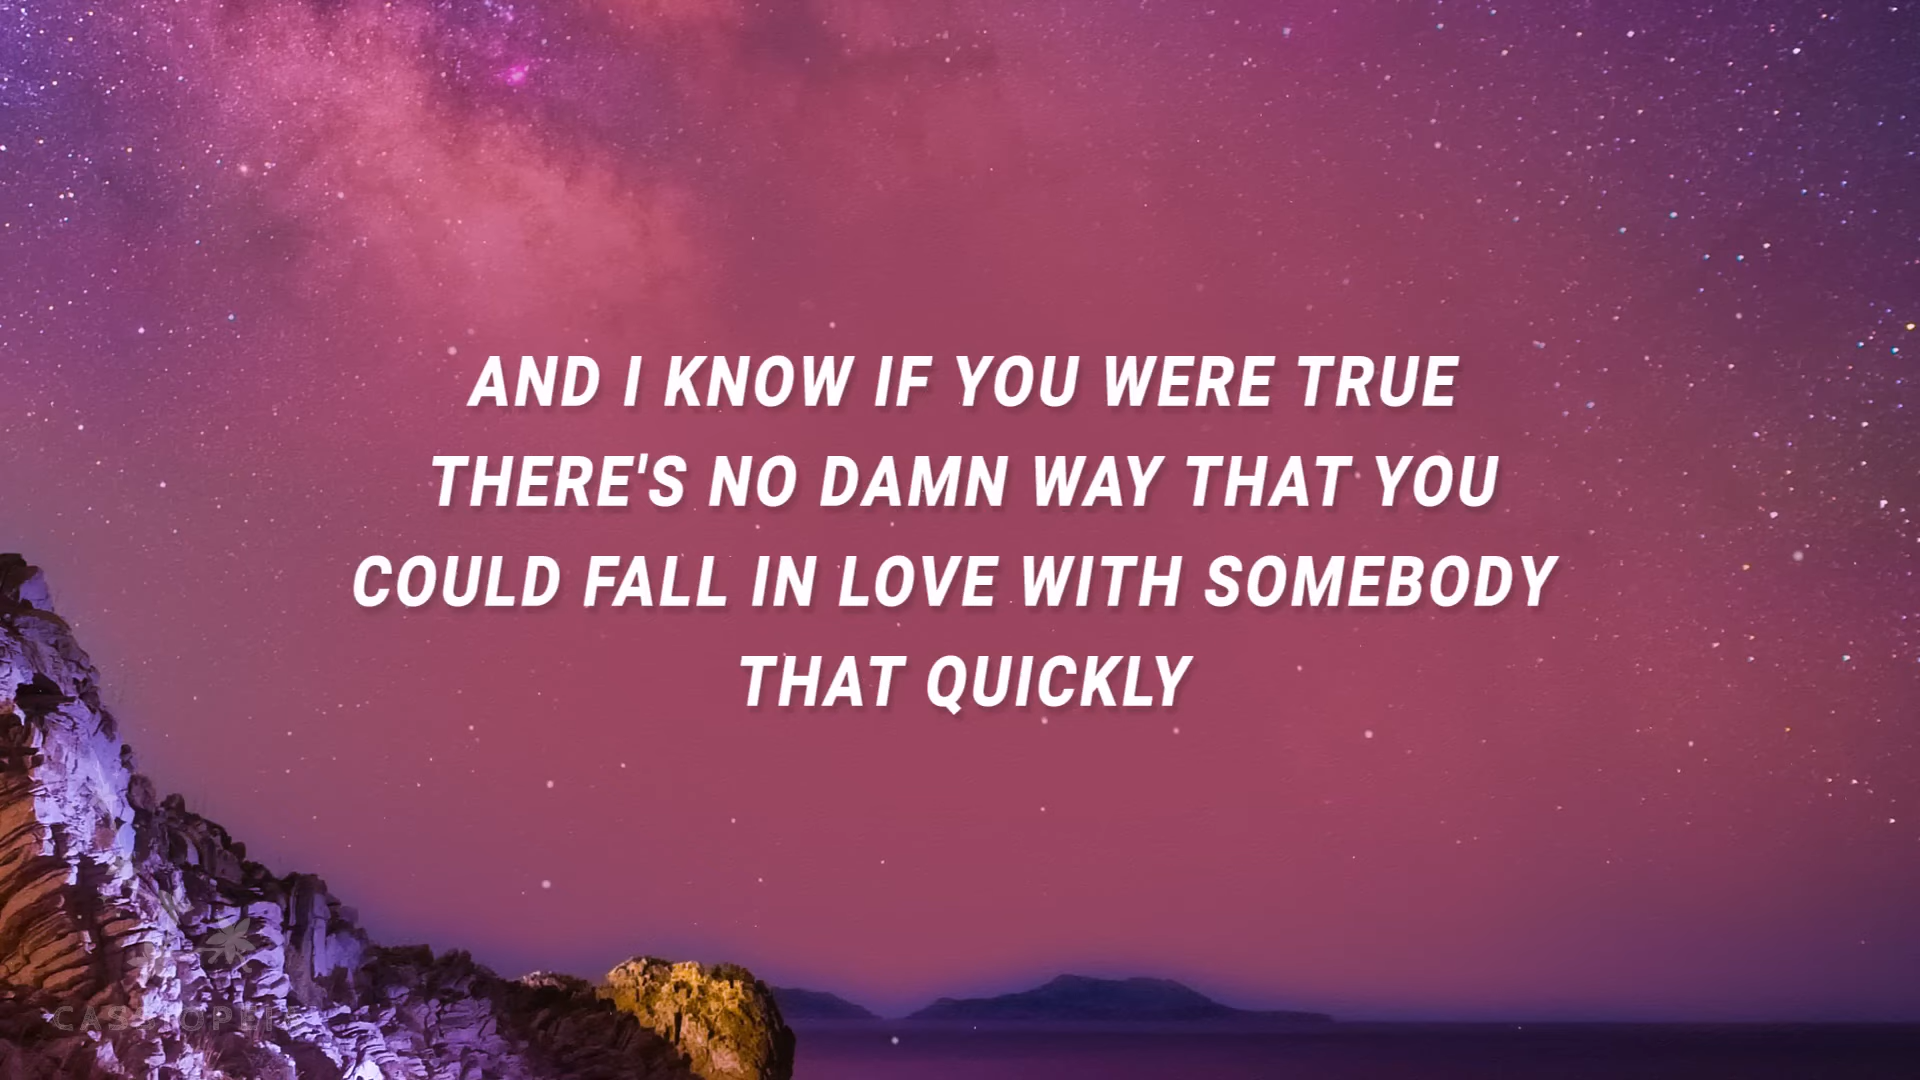 AND I KNOW IF YOU WERE TRUE
THERE'S NO DAMN WAY THAT YOU
COULD FALL IN LOVE WITH SOMEBODY
THAT QUICKLY